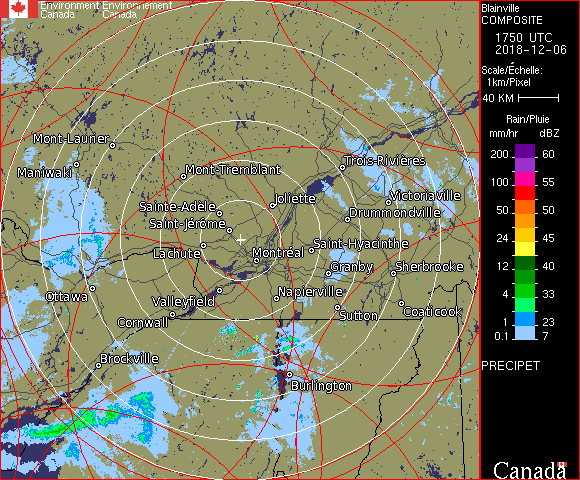 Environment Environnement
Canada Canada
Mont-Laurier
Maniwaki
Mont-Tremblant
Trois-Rivières
Joliette
Victoriaville
Sainte-Adèle
Drummondville
Saint-Jérôme
Saint-Hyacinthe
Lachute
Montréal
Granby
Sherbrooke
Ottawa
Valleyfield
Napierville
Cornwall
Sutton
Coaticook
Brockville
Burlington
Blainville
COMPOSITE
1750 UTC
2018-12-06
Scale/Échelle:
1km/Pixel
40 KM
Rain/Pluie
mm/hr dBZ
200 60
100 55
50 50
24 45
12 40
4 33
1 23
0.1 7
PRECIPET
Canada